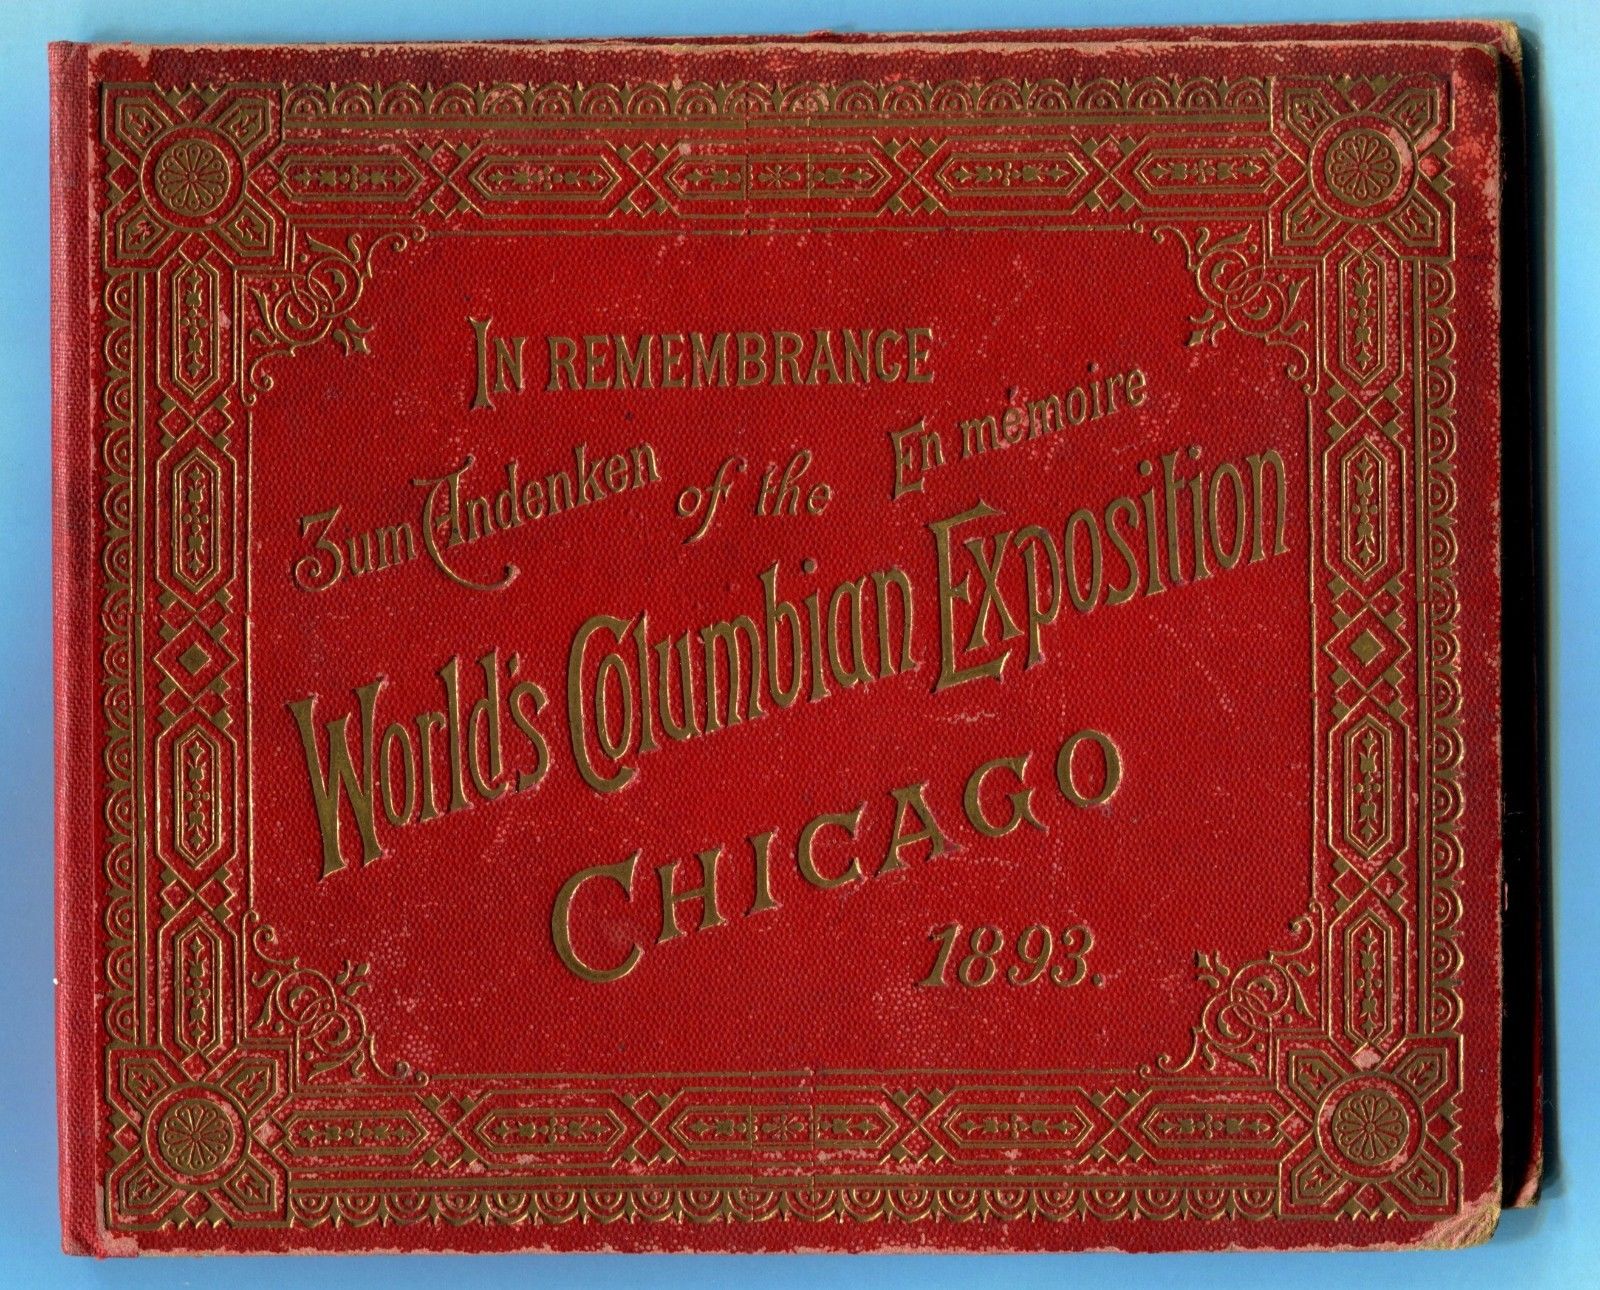 IN REMEMBRANCE
Zum Andenken of the En mémoire
World's Columbian Exposition
CHICAGO
1893.